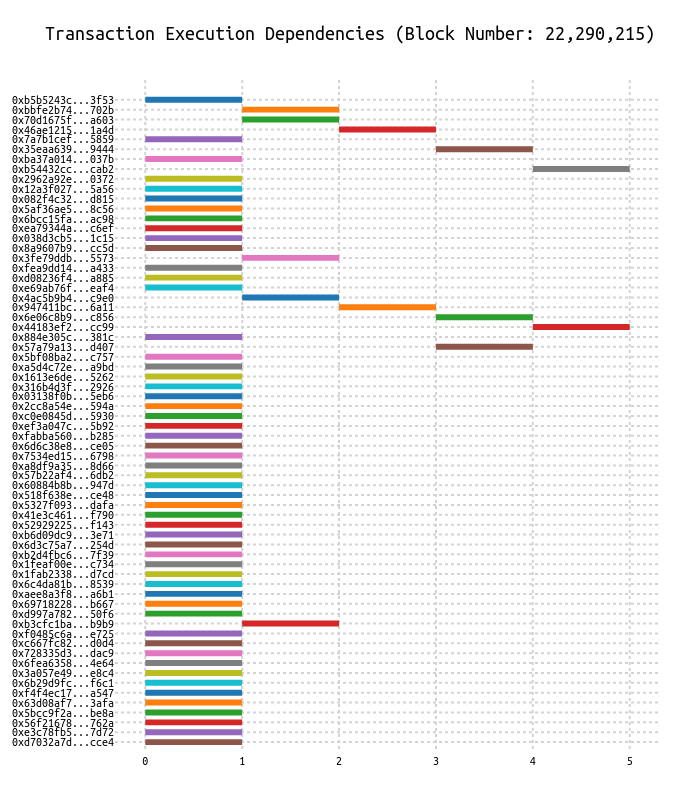 Transaction Execution Dependencies (Block Number: 22,290,215)
0xb5b5243c...3f53
0xbbfe2b74...702b
0x70d1675f...a603
0x46ae1215...1a4d
0x7a7b1cef...5859
0x35eaa639...9444
0xba37a014...037b
0xb54432cc...cab2
0x2962a92e...0372
0x12a3f027...5a56
0x082f4c32...d815
0x5af36ae5...8c56
0x6bcc15fa...ac98
0xea79344a...c6ef
0x038d3cb5...1c15
0x8a9607b9...cc5d
0x3fe79ddb...5573
0xfea9dd14...a433
0xd08236f4...a885
0xe69ab76f...eaf4
0x4ac5b9b4...c9e0
0x947411bc...6a11
0x6e06c8b9...c856
0x44183ef2...cc99
0x884e305c...381c
0x57a79a13...d407
0x5bf08ba2...c757
0xa5d4c72e...a9bd
0x1613e6de...5262
0x316b4d3f...2926
0x03138f0b...5eb6
0x2cc8a54e...594a
0xc0e0845d...5930
0xef3a047c...5b92
0xfabba560...b285
0x6d6c38e8...ce05
0x7534ed15...6798
0xa8df9a35...8d66
0x57b22af4...6db2
0x60884b8b...947d
0x518f638e...ce48
0x5327f093...dafa
0x41e3c461...f790
0x52929225...f143
0xb6d09dc9...3e71
0x6d3c75a7...254d
0xb2d4fbc6...7f39
0x1feaf00e...c734
0x1fab2338...d7cd
0x6c4da81b...8539
0xaee8a3f8...a6b1
0x69718228...b667
0xd997a782...50f6
0xb3cfc1ba...b9b9
0xf0485c6a...e725
0xc667fc82...d0d4
0x728335d3...dac9
0x6fea6358...4e64
0x3a057e49...e8c4
0x6b29d9fc...f6c1
0xf4f4ec17...a547
0x63d08af7...3afa
0x5bcc9f2a...be8a
0x56f21678...762a
0xe3c78fb5...7d72
0xd7032a7d...cce4
0 1 2 3 4 5